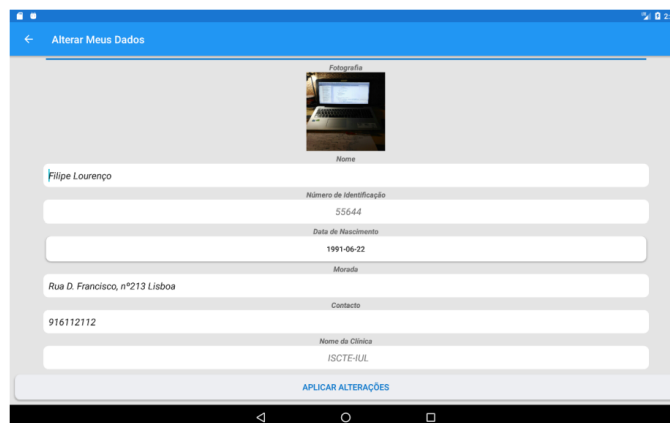 2:
Alterar Meus Dados
Fotografia
Nome
Filipe Lourenço
Número de Identificação
55644
Data de Nascimento
1991-06-22
Morada
Rua D. Francisco, nº213 Lisboa
Contacto
916112112
Nome da Clínica
ISCTE-IUL
APLICAR ALTERAÇÕES